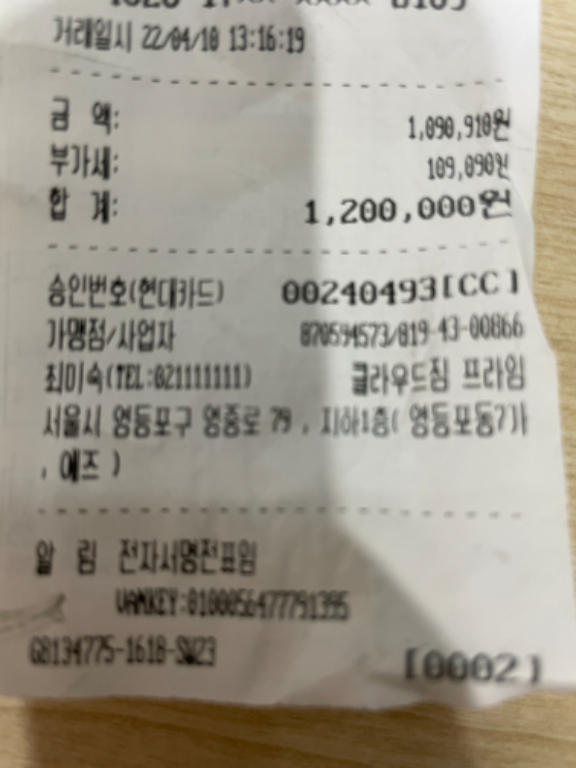 거래일시 22/04/10 13:16:19
금 액: 1,090,910원
부가세: 109,090원
합 계: 1,200,000원
승인번호(현대카드) 00240493[CC]
가맹점/사업자 870594573/819-43-00866
최미숙(TEL:021111111) 클라우드짐 프라임
서울시 영등포구 영중로 79 , 지하1층( 영등포동7가
, 에즈 )
알 림 전자서명전표임
VANKEY:0100056477791395
GB134775-1618-SW23 [0002]